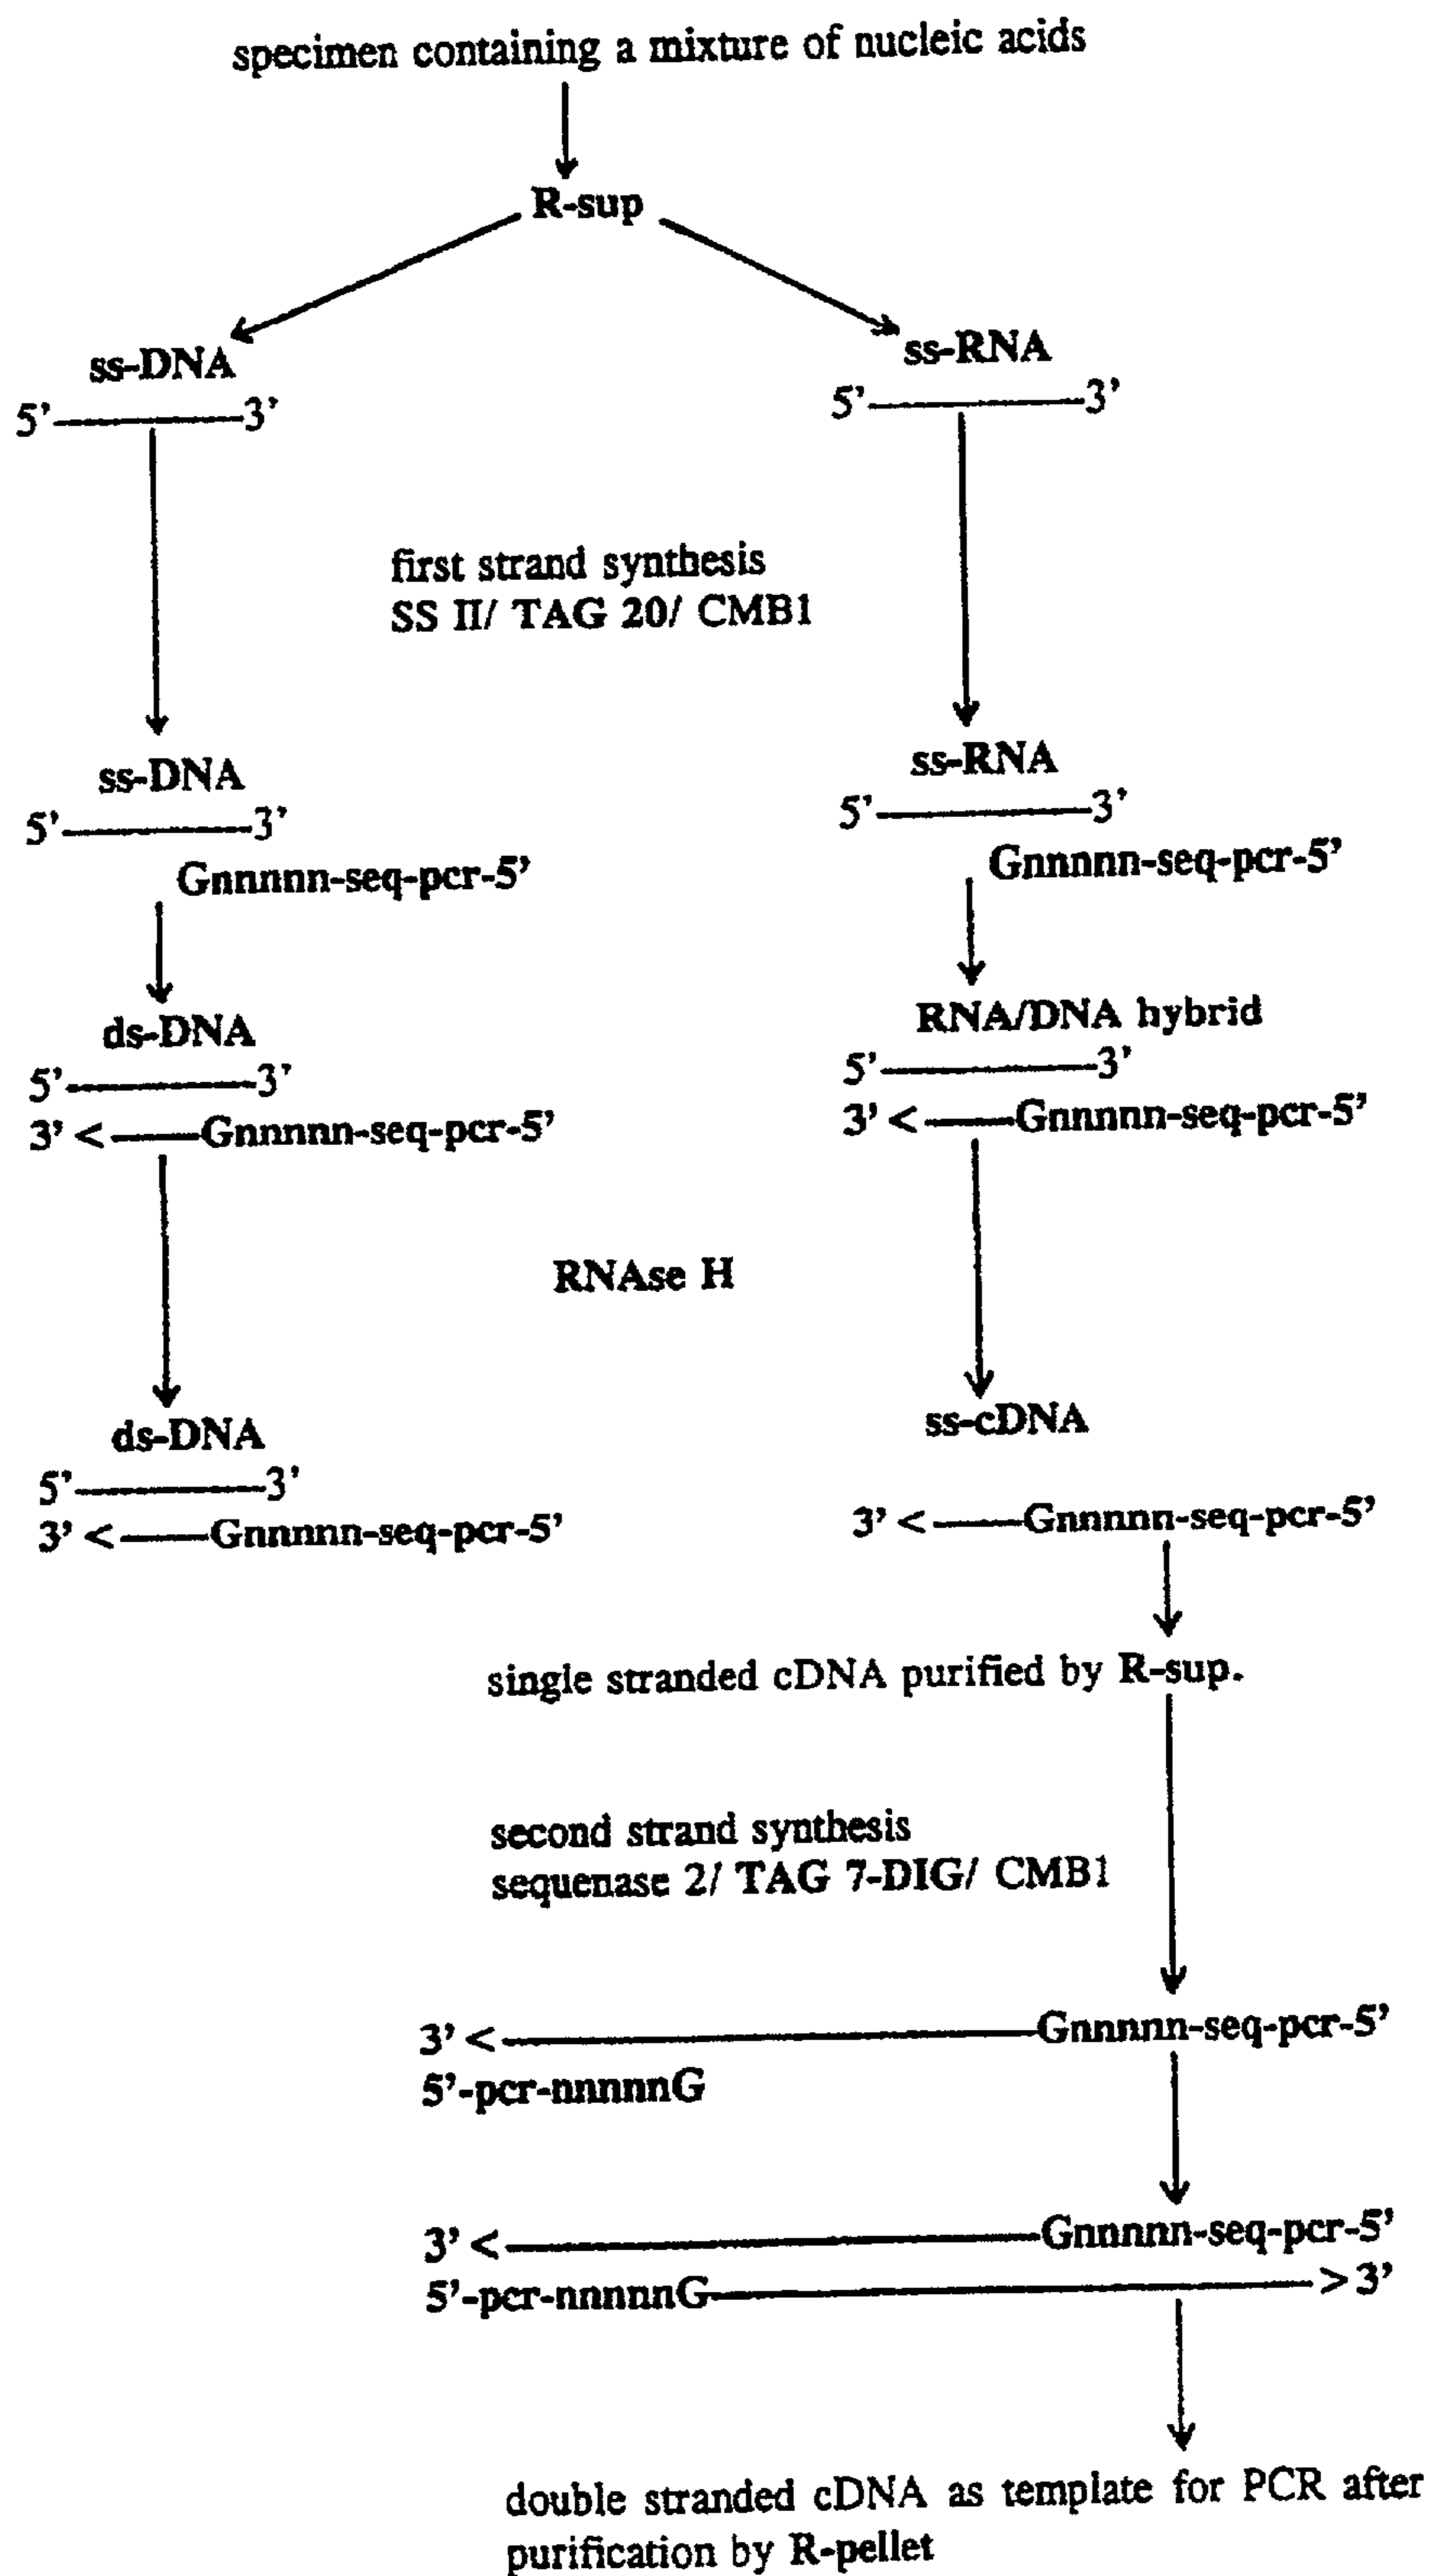 specimen containing a mixture of nucleic acids
R-sup
ss-DNA
ss-RNA
5' 3'
5' 3'
first strand synthesis
SS II/ TAG 20/ CMB1
ss-DNA
ss-RNA
5' 3'
5' 3'
Gnnnnn-seq-pcr-5'
Gnnnnn-seq-pcr-5'
ds-DNA
RNA/DNA hybrid
5' 3'
5' 3'
3' < Gnnnnn-seq-pcr-5'
3' < Gnnnnn-seq-pcr-5'
RNAse H
ds-DNA
ss-cDNA
5' 3'
3' < Gnnnnn-seq-pcr-5'
3' < Gnnnnn-seq-pcr-5'
single stranded cDNA purified by R-sup.
second strand synthesis
sequenase 2/ TAG 7-DIG/ CMB1
3' < Gnnnnn-seq-pcr-5'
5'-pcr-nnnnnG
3' < Gnnnnn-seq-pcr-5'
5'-pcr-nnnnnG > 3'
double stranded cDNA as template for PCR after
purification by R-pellet